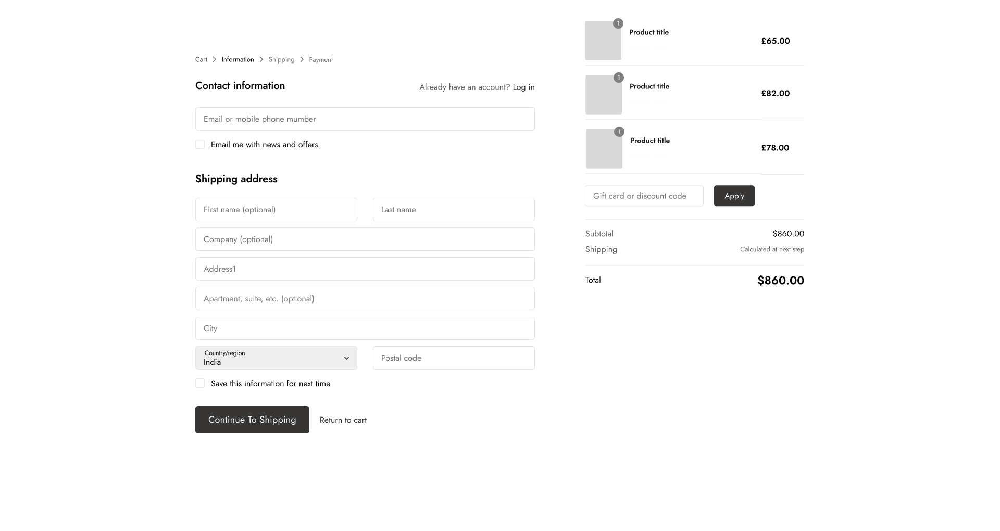 Cart > Information > Shipping > Payment
Contact information
Already have an account? Log in
Email or mobile phone mumber
Email me with news and offers
Shipping address
First name (optional)
Last name
Company (optional)
Address1
Apartment, suite, etc. (optional)
City
Country/region
India
Postal code
Save this information for next time
Continue To Shipping
Return to cart
1
Product title
£65.00
1
Product title
£82.00
1
Product title
£78.00
Gift card or discount code
Apply
Subtotal $860.00
Shipping Calculated at next step
Total $860.00